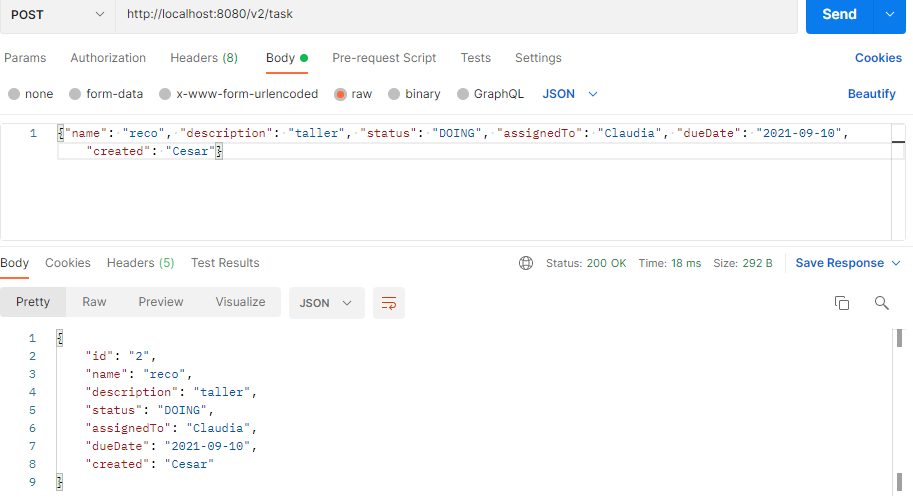 POST http://localhost:8080/v2/task Send
Params Authorization Headers (8) Body Pre-request Script Tests Settings Cookies
none form-data x-www-form-urlencoded raw binary GraphQL JSON Beautify
1 {"name": "reco", "description": "taller", "status": "DOING", "assignedTo": "Claudia", "dueDate": "2021-09-10",
"created": "Cesar"}
Body Cookies Headers (5) Test Results Status: 200 OK Time: 18 ms Size: 292 B Save Response
Pretty Raw Preview Visualize JSON
1 {
2 "id": "2",
3 "name": "reco",
4 "description": "taller",
5 "status": "DOING",
6 "assignedTo": "Claudia",
7 "dueDate": "2021-09-10",
8 "created": "Cesar"
9 }